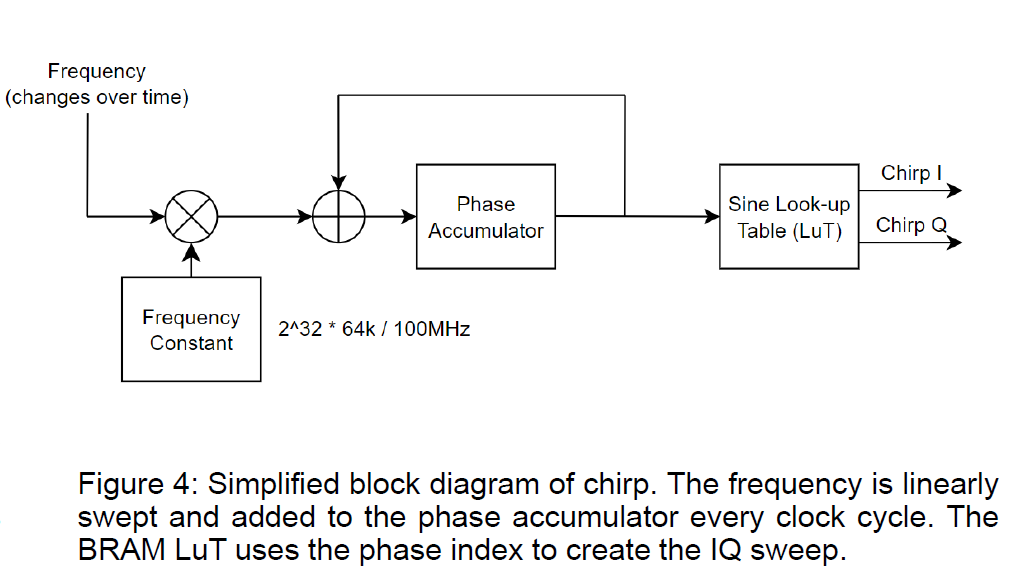 Frequency
(changes over time)
Phase
Accumulator
Sine Look-up
Table (LuT)
Chirp I
Chirp Q
Frequency
Constant
2^32 * 64k / 100MHz
Figure 4: Simplified block diagram of chirp. The frequency is linearly
swept and added to the phase accumulator every clock cycle. The
BRAM LuT uses the phase index to create the IQ sweep.